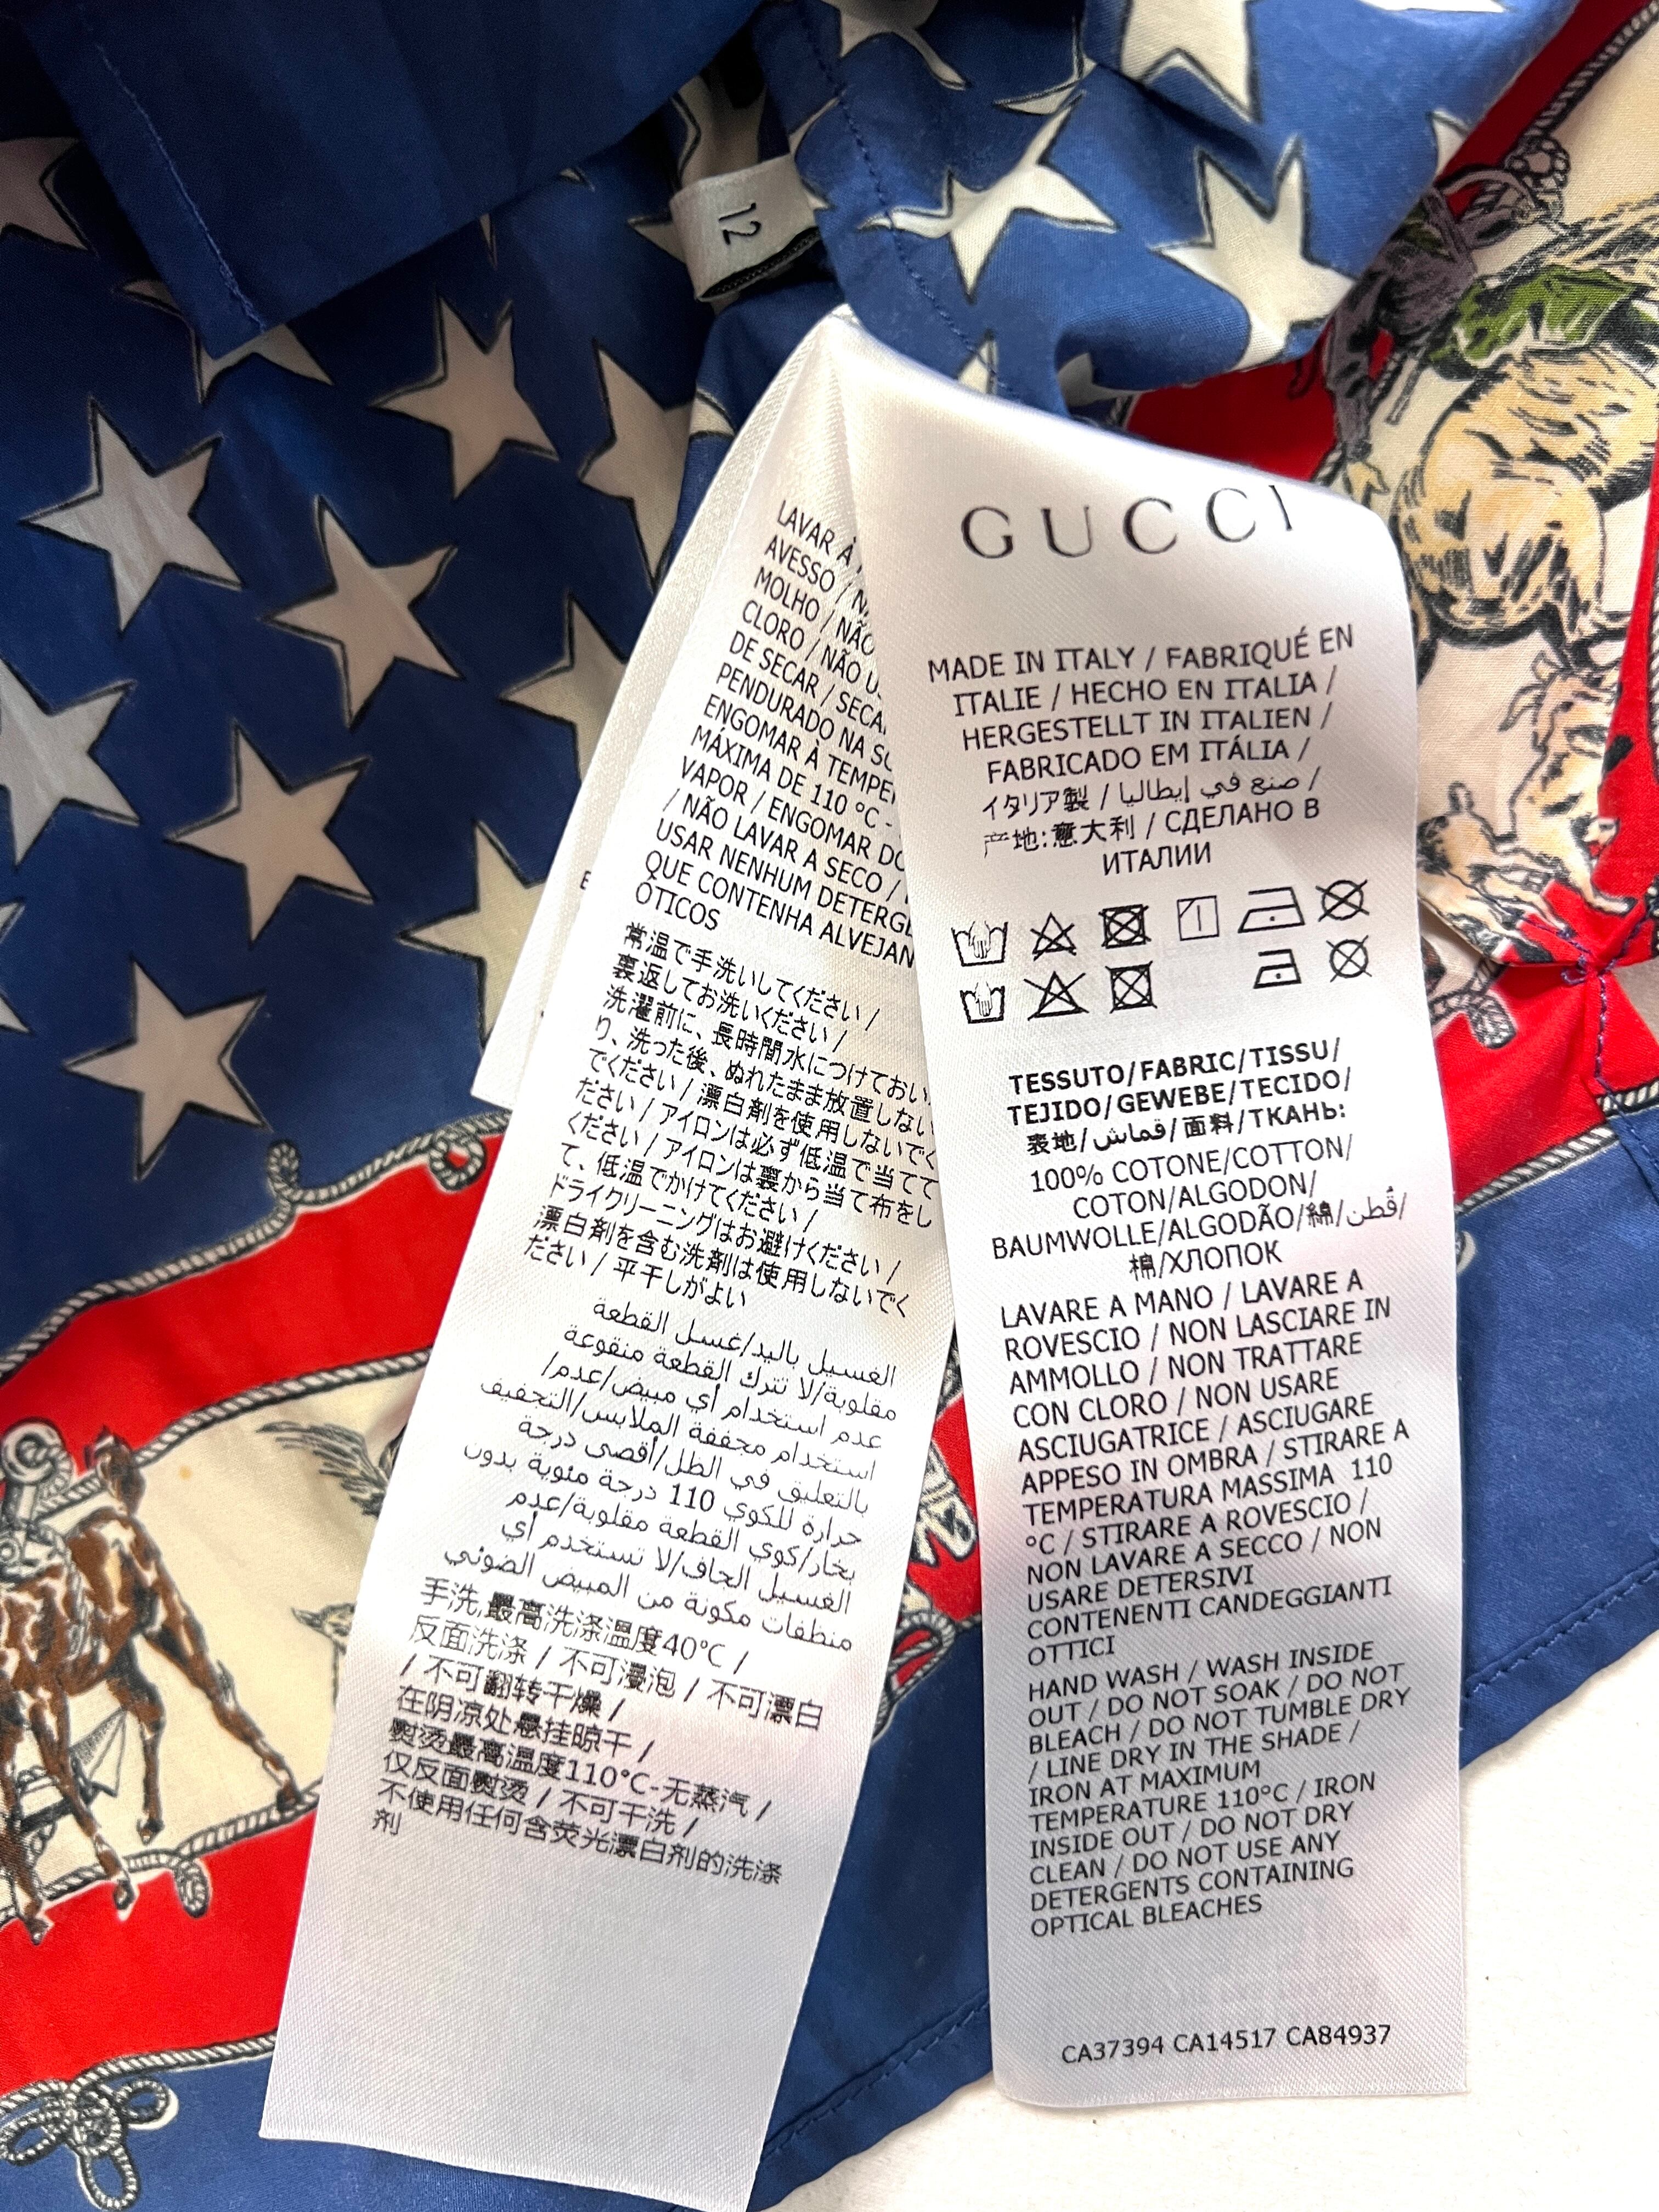 12
GUCCI
MADE IN ITALY / FABRIQUÉ EN
ITALIE / HECHO EN ITALIA /
HERGESTELLT IN ITALIEN /
FABRICADO EM ITÁLIA /
イタリア製 / صنع في إيطاليا /
产地:意大利 / СДЕЛАНО В
ИТАЛИИ
TESSUTO/FABRIC/TISSU/
TEJIDO/GEWEBE/TECIDO/
表地/قماش/面料/ТКАНЬ:
100% COTONE/COTTON/
COTON/ALGODON/
BAUMWOLLE/ALGODÃO/綿/قُطن/
棉/ХЛОПОК
LAVARE A MANO / LAVARE A
ROVESCIO / NON LASCIARE IN
AMMOLLO / NON TRATTARE
CON CLORO / NON USARE
ASCIUGATRICE / ASCIUGARE
APPESO IN OMBRA / STIRARE A
TEMPERATURA MASSIMA 110
°C / STIRARE A ROVESCIO /
NON LAVARE A SECCO / NON
USARE DETERSIVI
CONTENENTI CANDEGGIANTI
OTTICI
HAND WASH / WASH INSIDE
OUT / DO NOT SOAK / DO NOT
BLEACH / DO NOT TUMBLE DRY
/ LINE DRY IN THE SHADE /
IRON AT MAXIMUM
TEMPERATURE 110°C / IRON
INSIDE OUT / DO NOT DRY
CLEAN / DO NOT USE ANY
DETERGENTS CONTAINING
OPTICAL BLEACHES
CA37394 CA14517 CA84937
LAVAR À
AVESSO /
MOLHO / NÃO
CLORO / NÃO
DE SECAR /
PENDURADO NA
ENGOMAR À
MÁXIMA DE 110 °C -
VAPOR / ENGOMAR
/ NÃO LAVAR A SECO /
USAR NENHUM
QUE CONTENHA
ÓTICOS
常温で手洗いしてください /
裏返してお洗いください /
洗濯前に、長時間水につけておい
り、洗った後、ぬれたまま放置しない
でください / 漂白剤を使用しないでく
ださい / アイロンは必ず低温で当てて
ください / アイロンは裏から当て布をし
て、低温でかけてください /
ドライクリーニングはお避けください /
漂白剤を含む洗剤は使用しないでく
ださい / 平干しがよい
الغسيل باليد/غسل القطعة
مقلوبة/لا تترك القطعة منقوعة
عدم استخدام أي مبيض/عدم/
استخدام مجففة الملابس/التجفيف
بالتعليق في الظل/أقصى درجة
حرارة للكوي 110 درجة مئوية بدون
بخار/كوي القطعة مقلوبة/عدم
الغسيل الجاف/لا تستخدم أي
منظفات مكونة من المبيض الضوئي
手洗,最高洗涤温度40°C /
反面洗涤 / 不可浸泡 / 不可漂白
/ 不可翻转干燥 /
在阴凉处悬挂晾干 /
熨烫最高温度110°C-无蒸汽 /
仅反面熨烫 / 不可干洗 /
不使用任何含荧光漂白剂的洗涤
剂